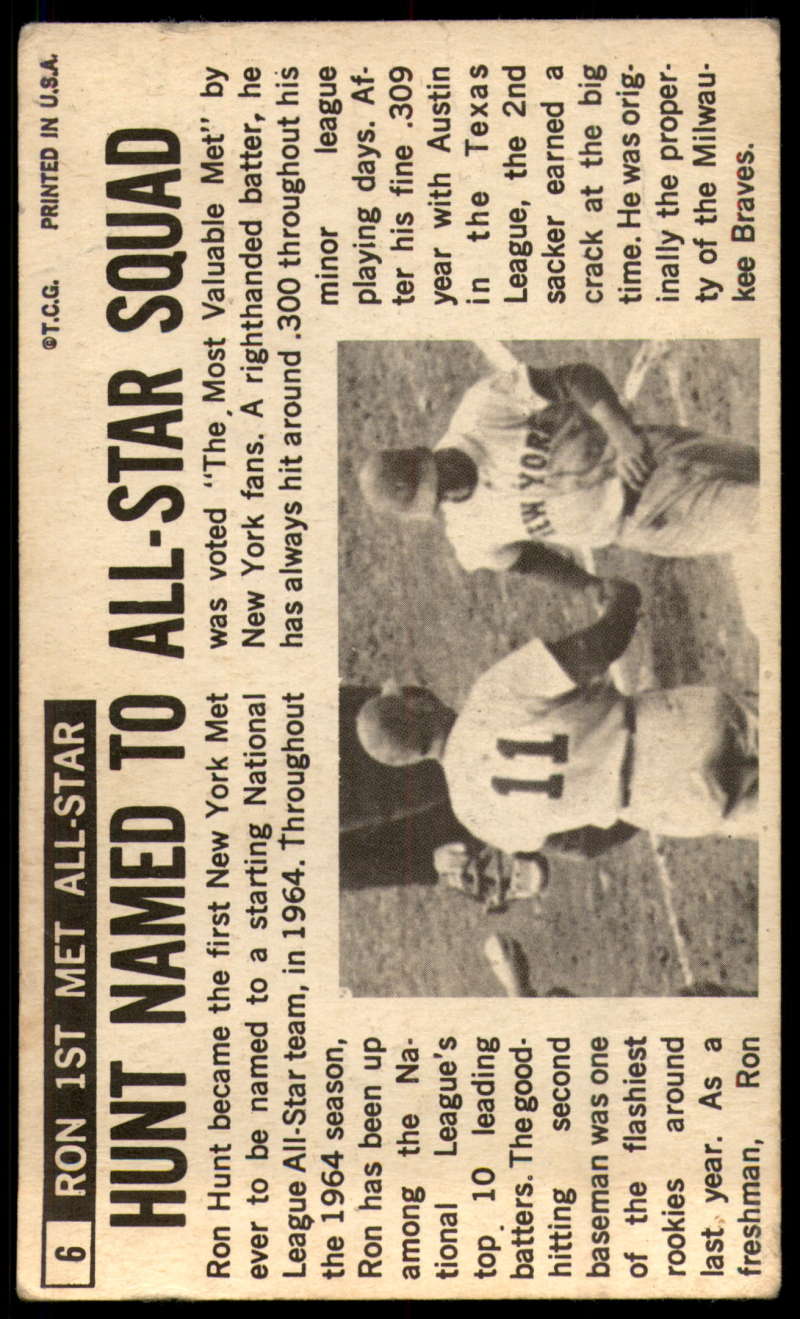 6 RON 1ST MET ALL-STAR
©T.C.G. PRINTED IN U.S.A.
HUNT NAMED TO ALL-STAR SQUAD
Ron Hunt became the first New York Met
ever to be named to a starting National
League All-Star team, in 1964. Throughout
the 1964 season,
Ron has been up
among the Na-
tional League's
top 10 leading
batters. The good-
hitting second
baseman was one
of the flashiest
rookies around
last year. As a
freshman, Ron
was voted "The Most Valuable Met" by
New York fans. A righthanded batter, he
has always hit around .300 throughout his
minor league
playing days. Af-
ter his fine .309
year with Austin
in the Texas
League, the 2nd
sacker earned a
crack at the big
time. He was orig-
inally the proper-
ty of the Milwau-
kee Braves.
11
NEW YORK